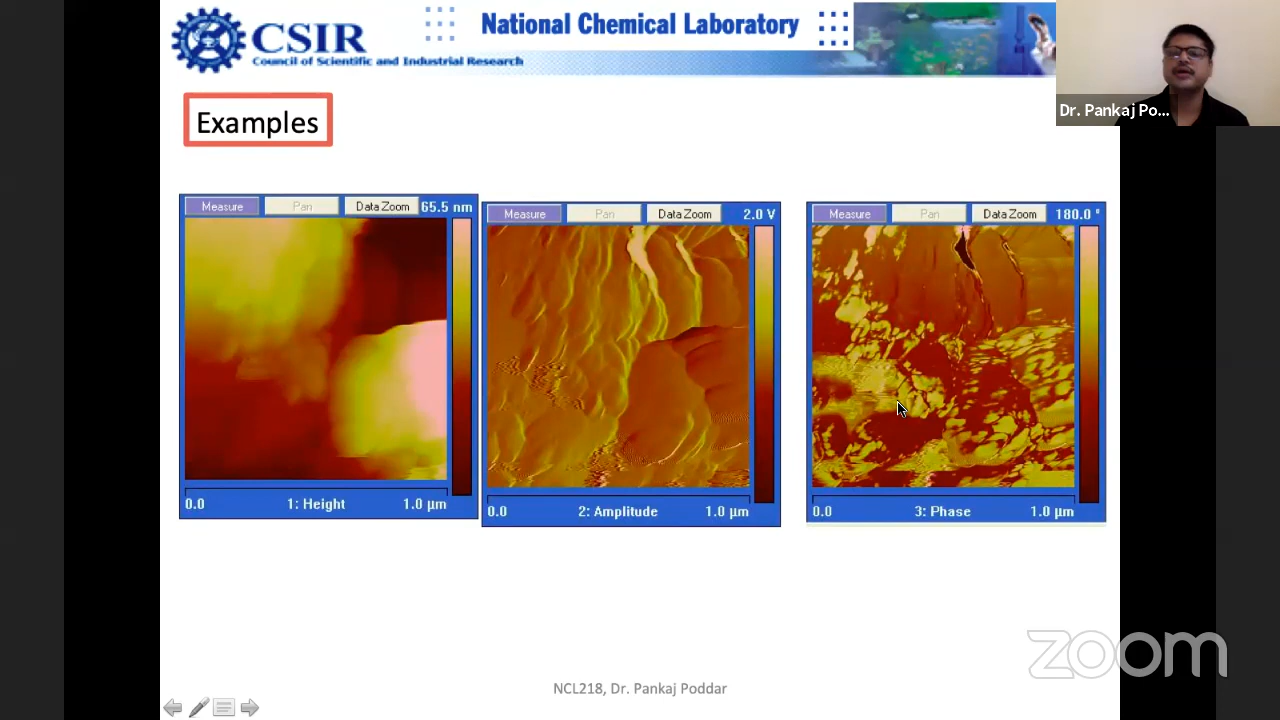 CSIR
Council of Scientific and Industrial Research
National Chemical Laboratory
Dr. Pankaj Po...
Examples
Measure Pan Data Zoom 65.5 nm
0.0 1: Height 1.0 µm
Measure Pan Data Zoom 2.0 V
0.0 2: Amplitude 1.0 µm
Measure Pan Data Zoom 180.0 °
0.0 3: Phase 1.0 µm
zoom
NCL218, Dr. Pankaj Poddar